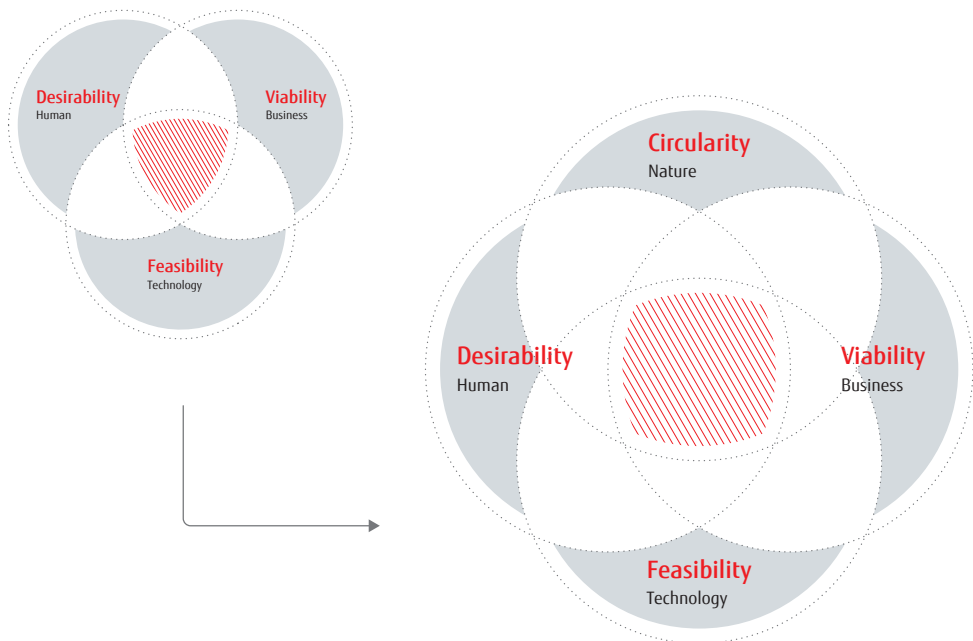 Desirability
Human
Viability
Business
Feasibility
Technology
Circularity
Nature
Desirability
Human
Viability
Business
Feasibility
Technology